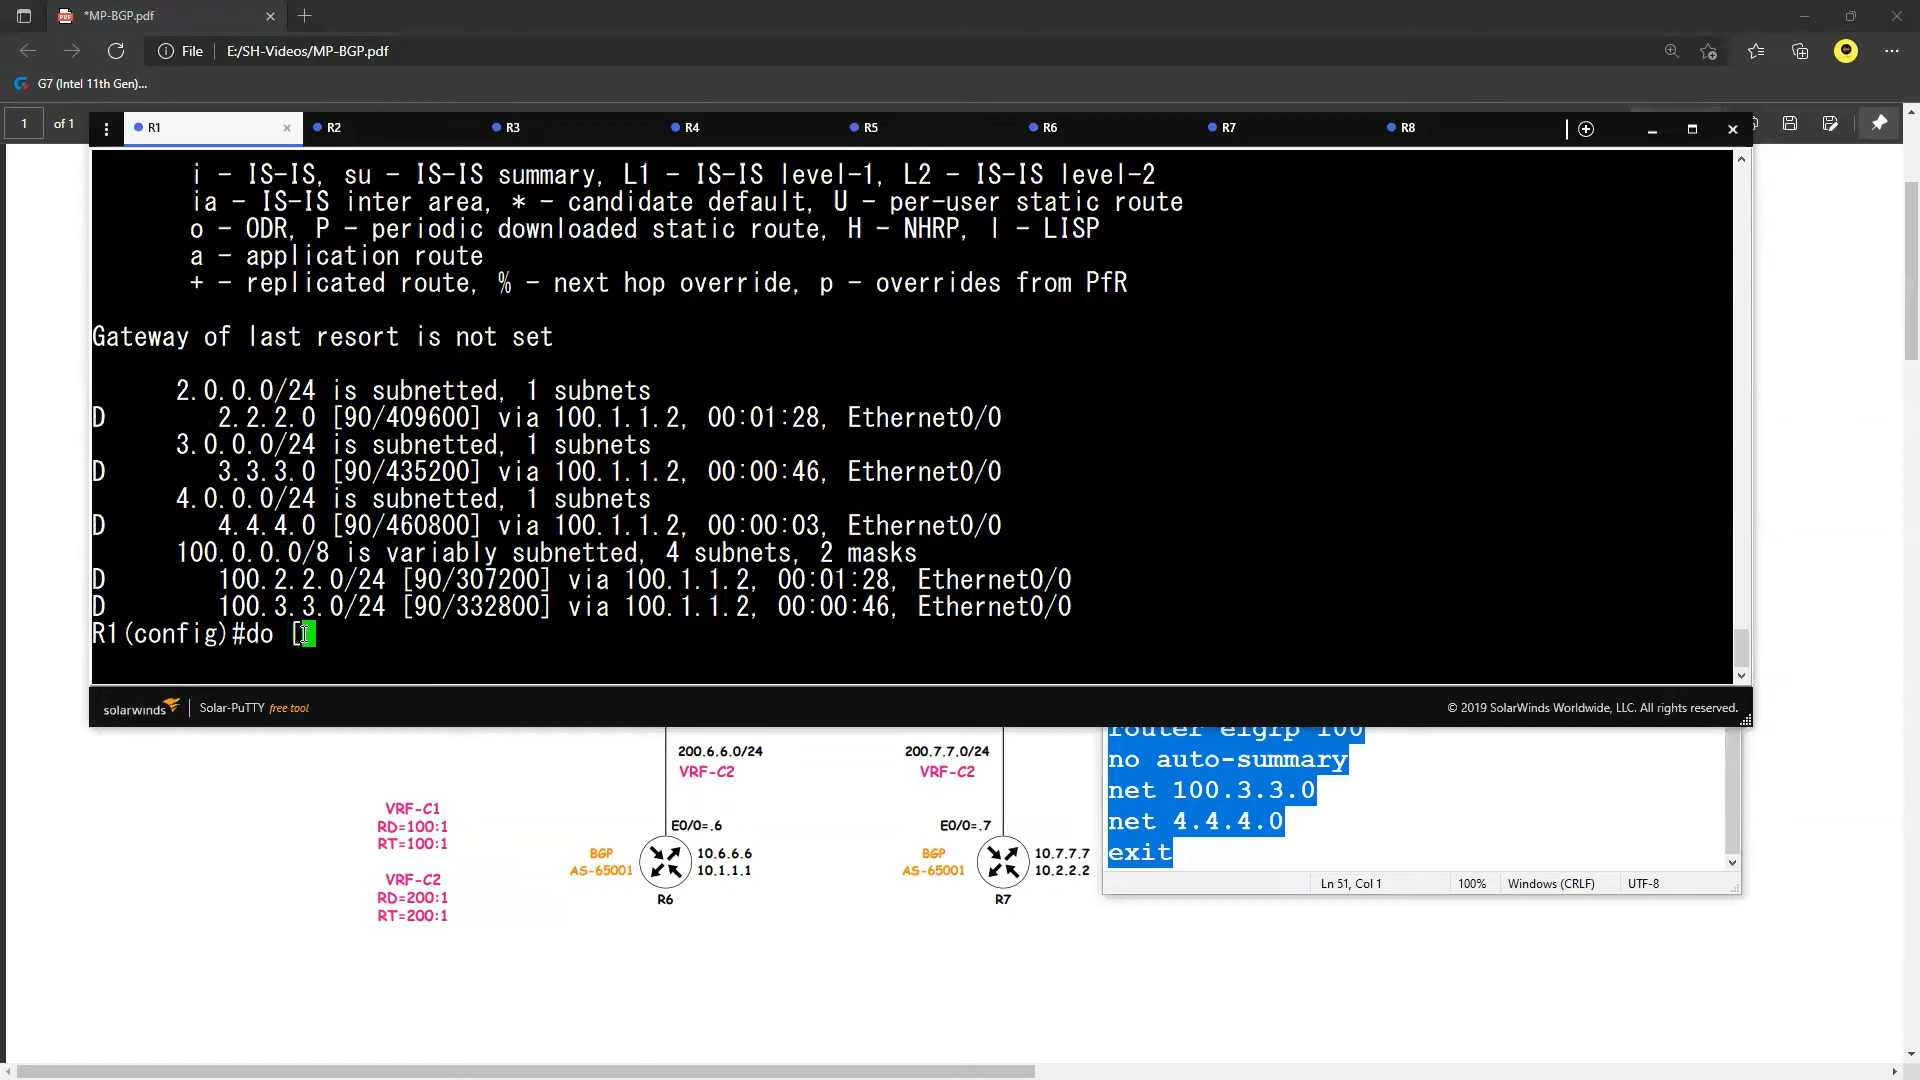 *MP-BGP.pdf
File
E:/SH-Videos/MP-BGP.pdf
G7 (Intel 11th Gen)...
1 of 1
R1
R2
R3
R4
R5
R6
R7
R8
i - IS-IS, su - IS-IS summary, L1 - IS-IS level-1, L2 - IS-IS level-2
ia - IS-IS inter area, * - candidate default, U - per-user static route
o - ODR, P - periodic downloaded static route, H - NHRP, l - LISP
a - application route
+ - replicated route, % - next hop override, p - overrides from PfR
Gateway of last resort is not set
2.0.0.0/24 is subnetted, 1 subnets
D 2.2.2.0 [90/409600] via 100.1.1.2, 00:01:28, Ethernet0/0
3.0.0.0/24 is subnetted, 1 subnets
D 3.3.3.0 [90/435200] via 100.1.1.2, 00:00:46, Ethernet0/0
4.0.0.0/24 is subnetted, 1 subnets
D 4.4.4.0 [90/460800] via 100.1.1.2, 00:00:03, Ethernet0/0
100.0.0.0/8 is variably subnetted, 4 subnets, 2 masks
D 100.2.2.0/24 [90/307200] via 100.1.1.2, 00:01:28, Ethernet0/0
D 100.3.3.0/24 [90/332800] via 100.1.1.2, 00:00:46, Ethernet0/0
R1(config)#do [
solarwinds
Solar-PuTTY free tool
© 2019 SolarWinds Worldwide, LLC. All rights reserved.
200.6.6.0/24
VRF-C2
200.7.7.0/24
VRF-C2
VRF-C1
RD=100:1
RT=100:1
VRF-C2
RD=200:1
RT=200:1
E0/0=.6
BGP
AS-65001
10.6.6.6
10.1.1.1
R6
E0/0=.7
BGP
AS-65001
10.7.7.7
10.2.2.2
R7
router eigrp 100
no auto-summary
net 100.3.3.0
net 4.4.4.0
exit
Ln 51, Col 1
100%
Windows (CRLF)
UTF-8